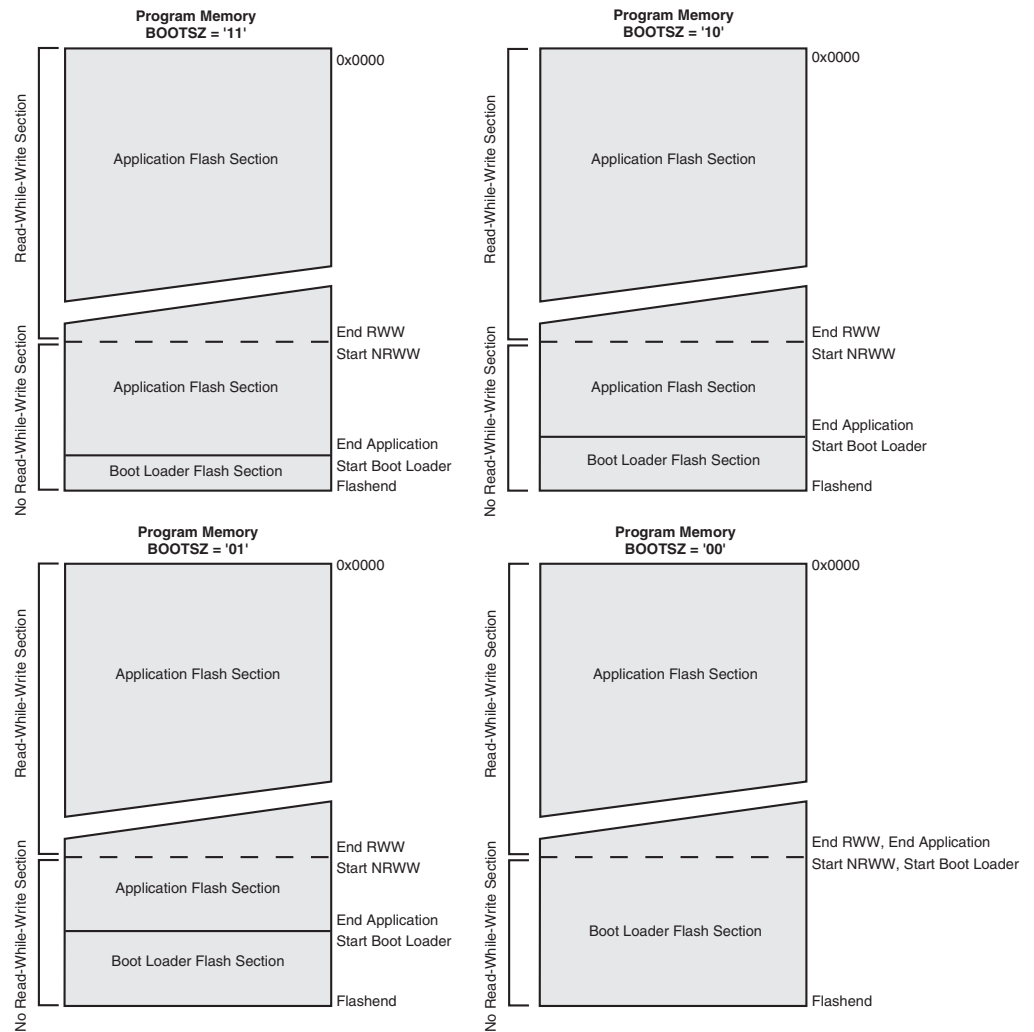 Program Memory
BOOTSZ = '11'
0x0000
Read-While-Write Section
Application Flash Section
End RWW
Start NRWW
No Read-While-Write Section
Application Flash Section
End Application
Start Boot Loader
Boot Loader Flash Section
Flashend
Program Memory
BOOTSZ = '10'
0x0000
Read-While-Write Section
Application Flash Section
End RWW
Start NRWW
No Read-While-Write Section
Application Flash Section
End Application
Start Boot Loader
Boot Loader Flash Section
Flashend
Program Memory
BOOTSZ = '01'
0x0000
Read-While-Write Section
Application Flash Section
End RWW
Start NRWW
No Read-While-Write Section
Application Flash Section
End Application
Start Boot Loader
Boot Loader Flash Section
Flashend
Program Memory
BOOTSZ = '00'
0x0000
Read-While-Write Section
Application Flash Section
End RWW, End Application
Start NRWW, Start Boot Loader
No Read-While-Write Section
Boot Loader Flash Section
Flashend